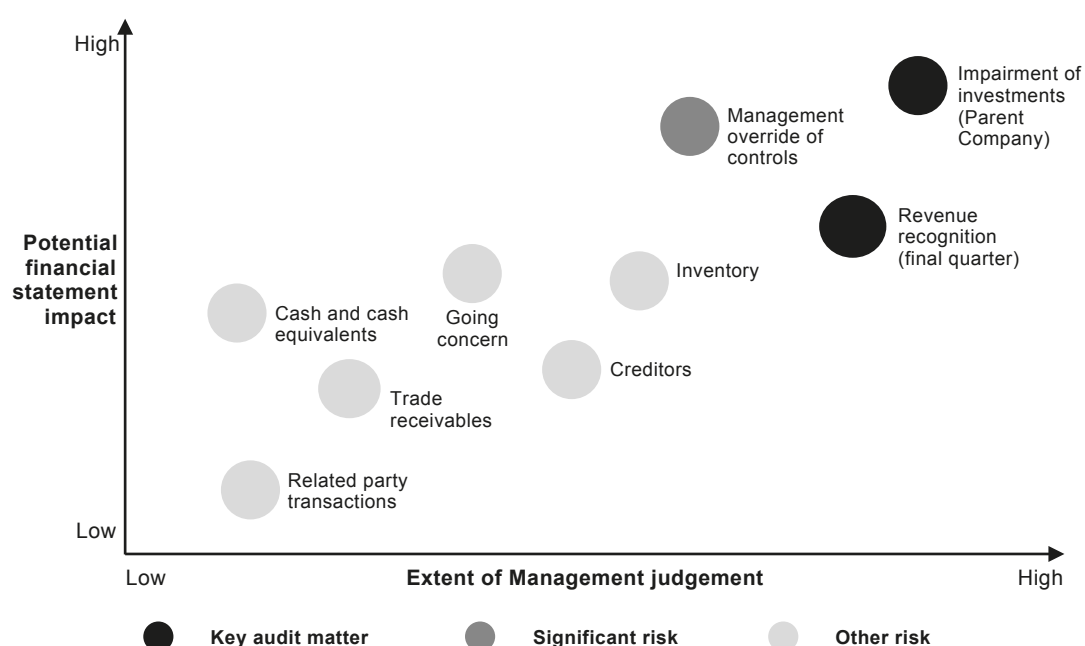 High
Impairment of
investments
(Parent
Company)
Management
override of
controls
Revenue
recognition
(final quarter)
Potential
financial
statement
impact
Inventory
Cash and cash
equivalents
Going
concern
Creditors
Trade
receivables
Related party
transactions
Low
Low
Extent of Management judgement
High
Key audit matter
Significant risk
Other risk